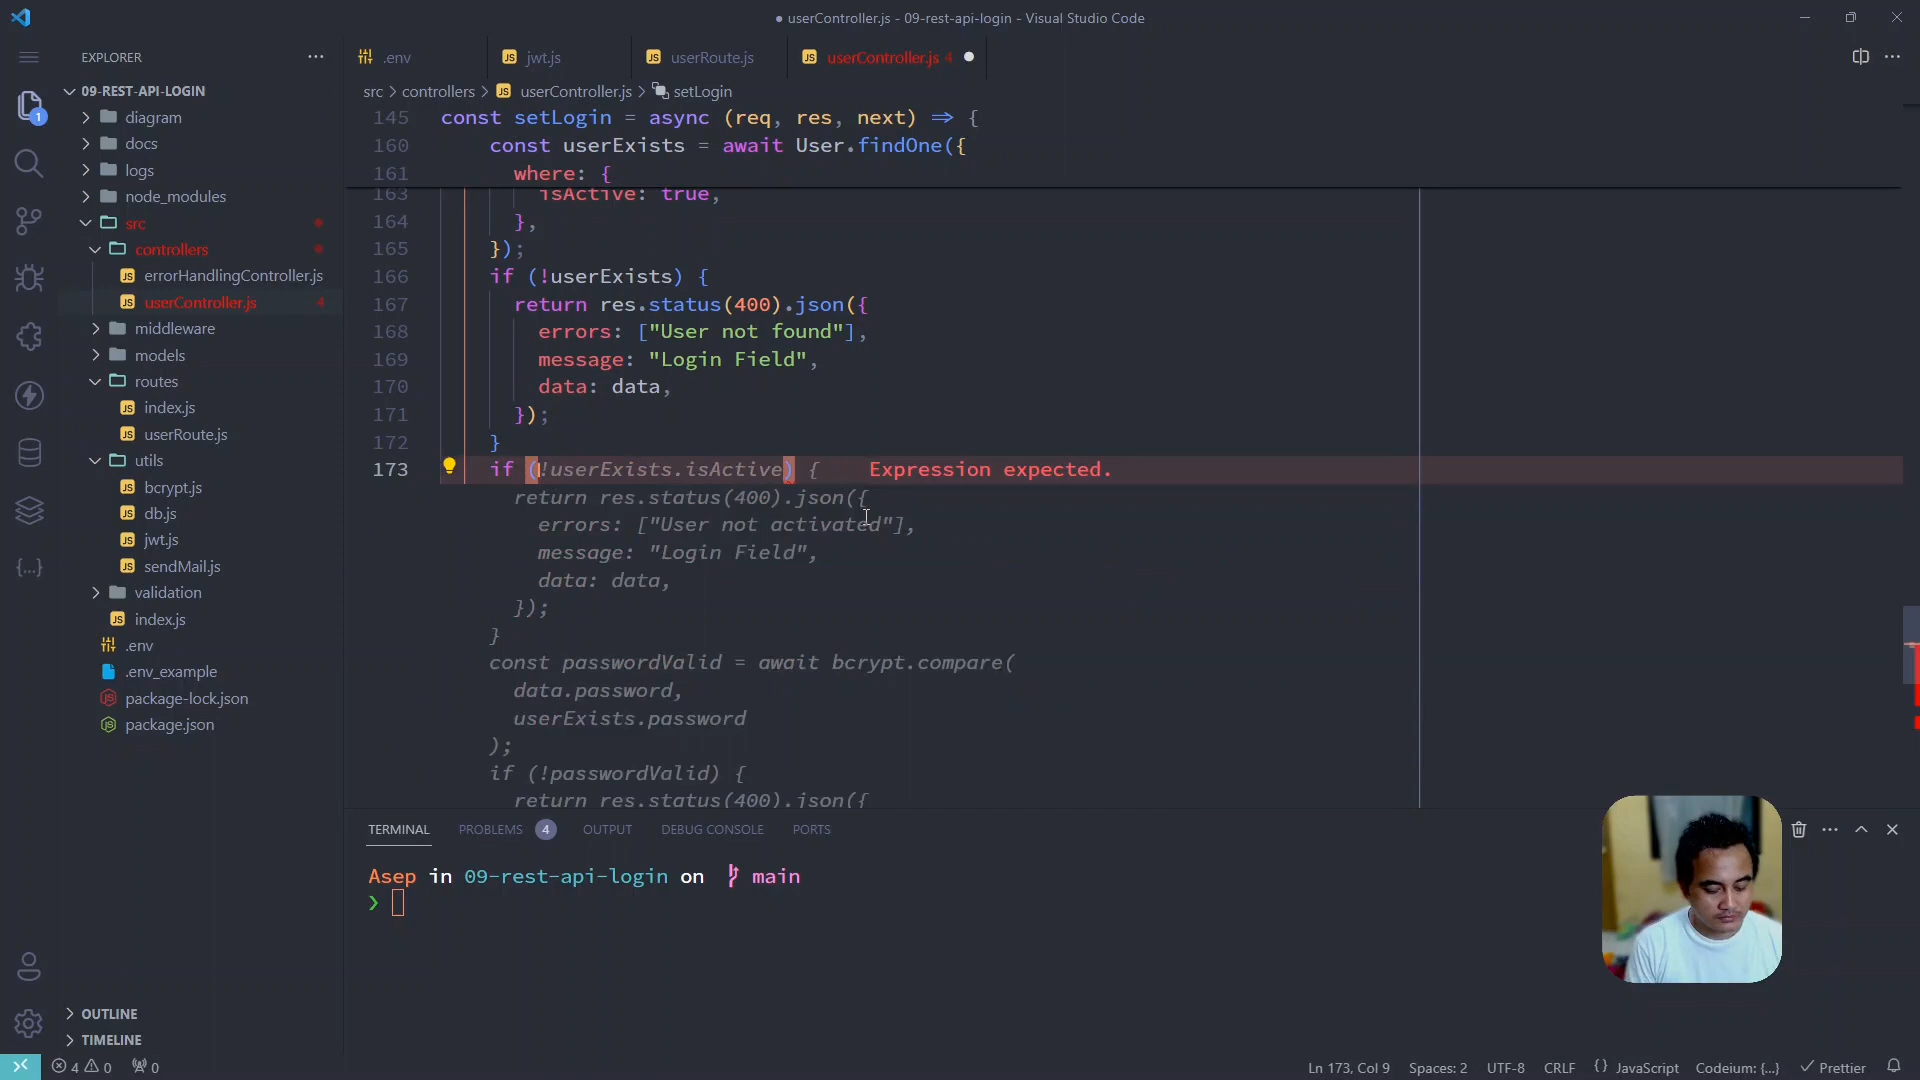 userController.js - 09-rest-api-login - Visual Studio Code
EXPLORER
.env
jwt.js
userRoute.js
userController.js 4
09-REST-API-LOGIN
src > controllers > userController.js > setLogin
diagram
docs
logs
node_modules
src
controllers
errorHandlingController.js
userController.js 4
middleware
models
routes
index.js
userRoute.js
utils
bcrypt.js
db.js
jwt.js
sendMail.js
validation
index.js
.env
.env_example
package-lock.json
package.json
OUTLINE
TIMELINE
1
145 const setLogin = async (req, res, next) => {
160 const userExists = await User.findOne({
161 where: {
163 isActive: true,
164 },
165 });
166 if (!userExists) {
167 return res.status(400).json({
168 errors: ["User not found"],
169 message: "Login Field",
170 data: data,
171 });
172 }
173 if (!userExists.isActive) { Expression expected.
return res.status(400).json({
errors: ["User not activated"],
message: "Login Field",
data: data,
});
}
const passwordValid = await bcrypt.compare(
data.password,
userExists.password
);
if (!passwordValid) {
return res.status(400).json({
TERMINAL
PROBLEMS 4
OUTPUT
DEBUG CONSOLE
PORTS
Asep in 09-rest-api-login on main
❯
4 0 0
Ln 173, Col 9
Spaces: 2
UTF-8
CRLF
{} JavaScript
Codeium: {...}
Prettier